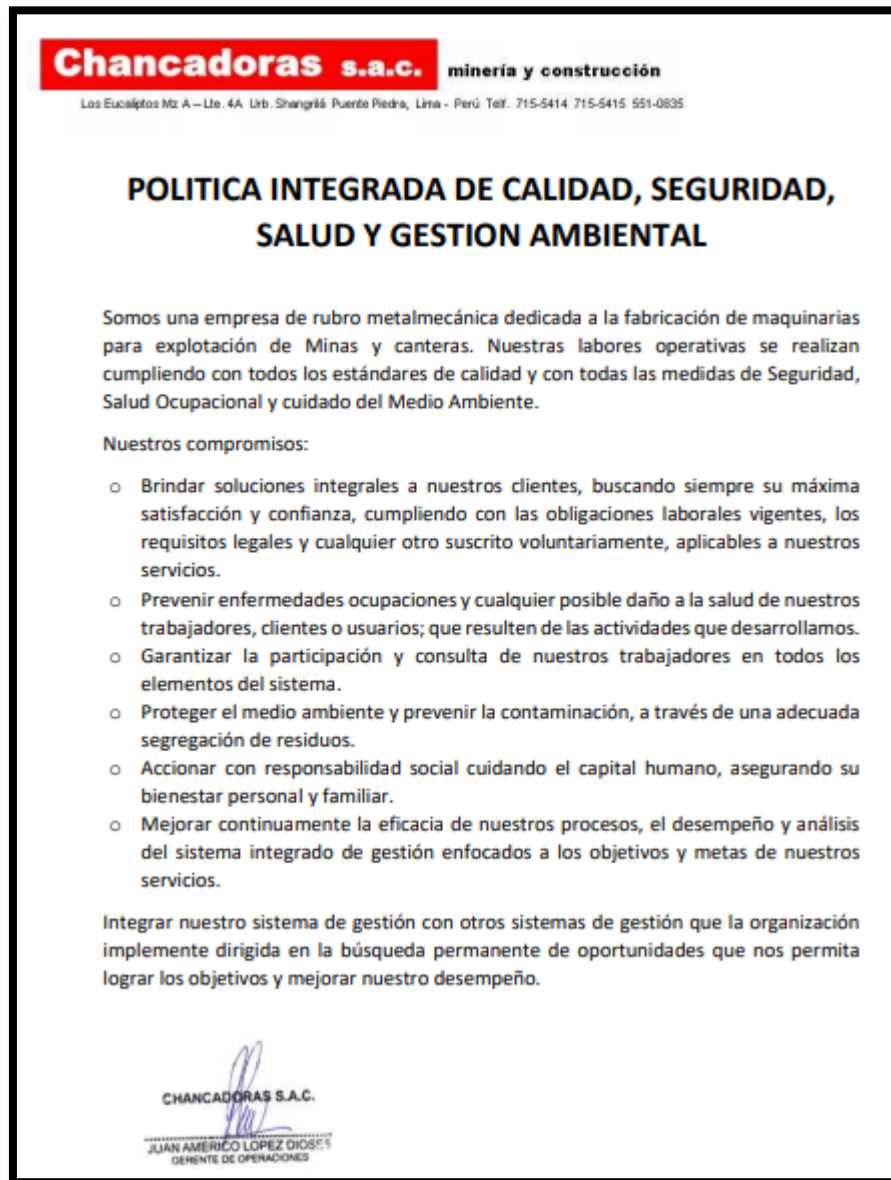 Chancadoras s.a.c. minería y construcción
Los Eucaliptos Mz A – Lte. 4A Urb. Shangrilá Puente Piedra, Lima - Perú Telf. 715-5414 715-5415 551-0835
POLITICA INTEGRADA DE CALIDAD, SEGURIDAD,
SALUD Y GESTION AMBIENTAL
Somos una empresa de rubro metalmecánica dedicada a la fabricación de maquinarias
para explotación de Minas y canteras. Nuestras labores operativas se realizan
cumpliendo con todos los estándares de calidad y con todas las medidas de Seguridad,
Salud Ocupacional y cuidado del Medio Ambiente.
Nuestros compromisos:
o Brindar soluciones integrales a nuestros clientes, buscando siempre su máxima
satisfacción y confianza, cumpliendo con las obligaciones laborales vigentes, los
requisitos legales y cualquier otro suscrito voluntariamente, aplicables a nuestros
servicios.
o Prevenir enfermedades ocupaciones y cualquier posible daño a la salud de nuestros
trabajadores, clientes o usuarios; que resulten de las actividades que desarrollamos.
o Garantizar la participación y consulta de nuestros trabajadores en todos los
elementos del sistema.
o Proteger el medio ambiente y prevenir la contaminación, a través de una adecuada
segregación de residuos.
o Accionar con responsabilidad social cuidando el capital humano, asegurando su
bienestar personal y familiar.
o Mejorar continuamente la eficacia de nuestros procesos, el desempeño y análisis
del sistema integrado de gestión enfocados a los objetivos y metas de nuestros
servicios.
Integrar nuestro sistema de gestión con otros sistemas de gestión que la organización
implemente dirigida en la búsqueda permanente de oportunidades que nos permita
lograr los objetivos y mejorar nuestro desempeño.
CHANCADORAS S.A.C.
JUAN AMERICO LOPEZ DIOSES
GERENTE DE OPERACIONES